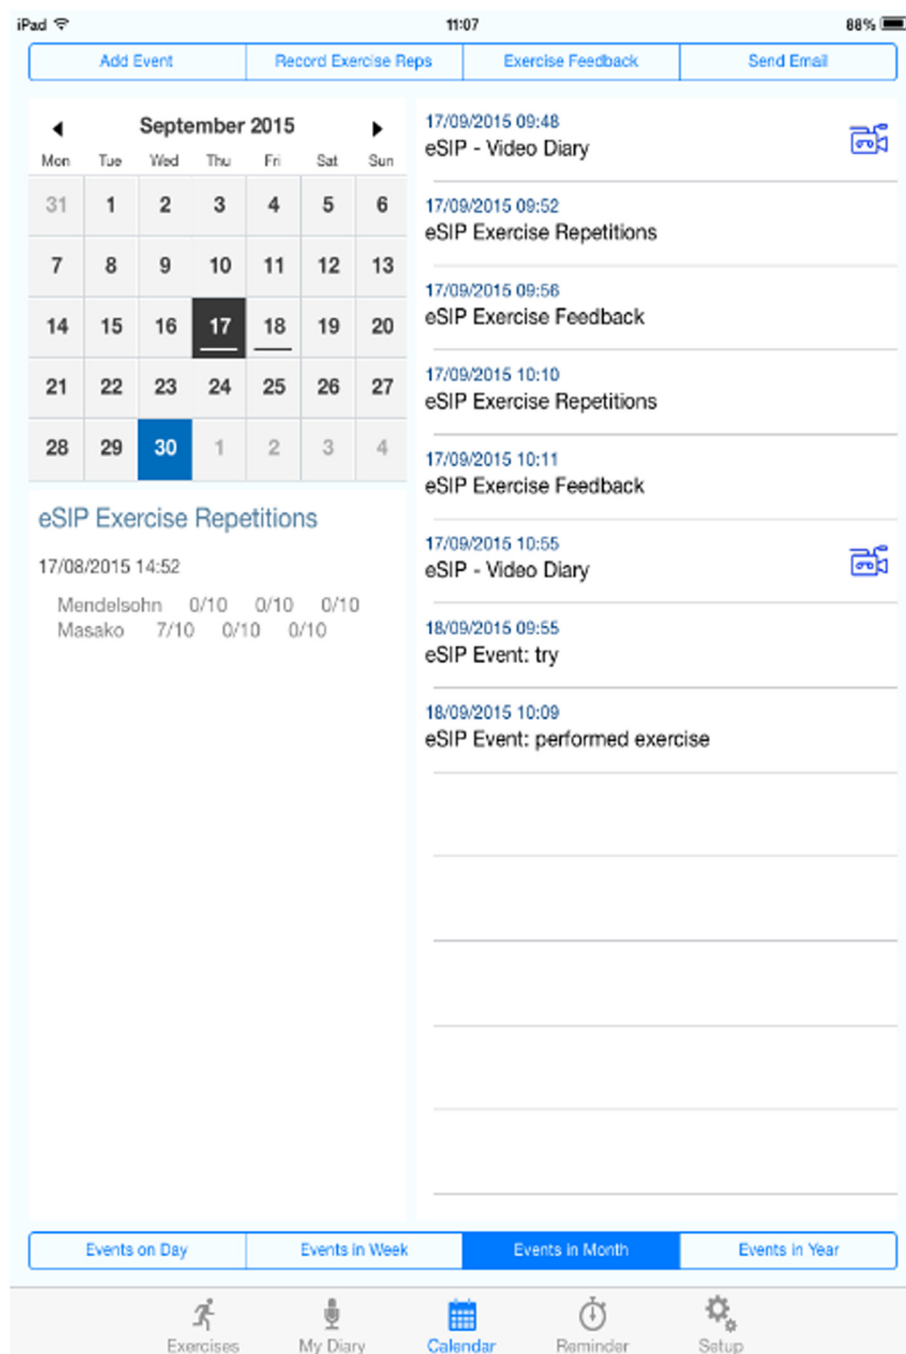 iPad 11:07 88%
Add Event Record Exercise Reps Exercise Feedback Send Email
September 2015
Mon Tue Wed Thu Fri Sat Sun
31 1 2 3 4 5 6
7 8 9 10 11 12 13
14 15 16 17 18 19 20
21 22 23 24 25 26 27
28 29 30 1 2 3 4
eSIP Exercise Repetitions
17/08/2015 14:52
Mendelsohn 0/10 0/10 0/10
Masako 7/10 0/10 0/10
17/09/2015 09:48
eSIP - Video Diary
17/09/2015 09:52
eSIP Exercise Repetitions
17/09/2015 09:56
eSIP Exercise Feedback
17/09/2015 10:10
eSIP Exercise Repetitions
17/09/2015 10:11
eSIP Exercise Feedback
17/09/2015 10:55
eSIP - Video Diary
18/09/2015 09:55
eSIP Event: try
18/09/2015 10:09
eSIP Event: performed exercise
Events on Day Events in Week Events in Month Events in Year
Exercises My Diary Calendar Reminder Setup